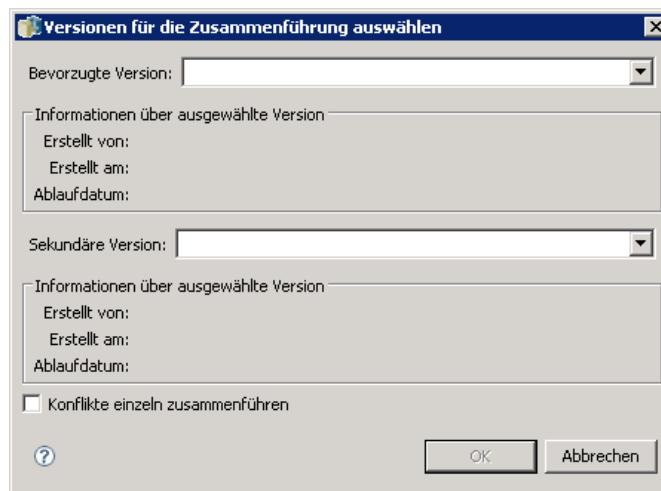 Versionen für die Zusammenführung auswählen
Bevorzugte Version:
Informationen über ausgewählte Version
Erstellt von:
Erstellt am:
Ablaufdatum:
Sekundäre Version:
Informationen über ausgewählte Version
Erstellt von:
Erstellt am:
Ablaufdatum:
Konflikte einzeln zusammenführen
OK Abbrechen